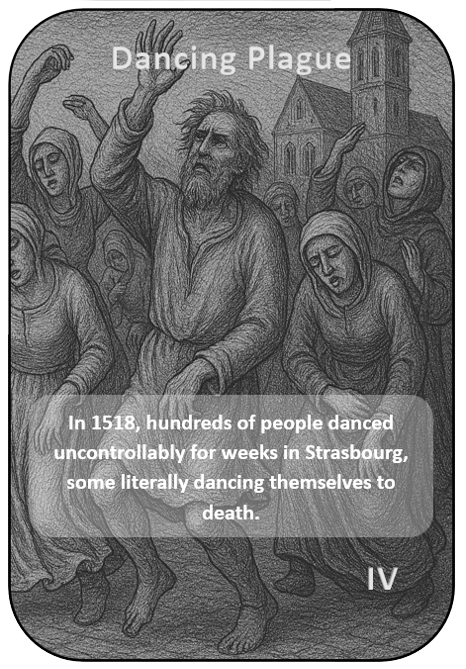 Dancing Plague
In 1518, hundreds of people danced
uncontrollably for weeks in Strasbourg,
some literally dancing themselves to
death.
IV